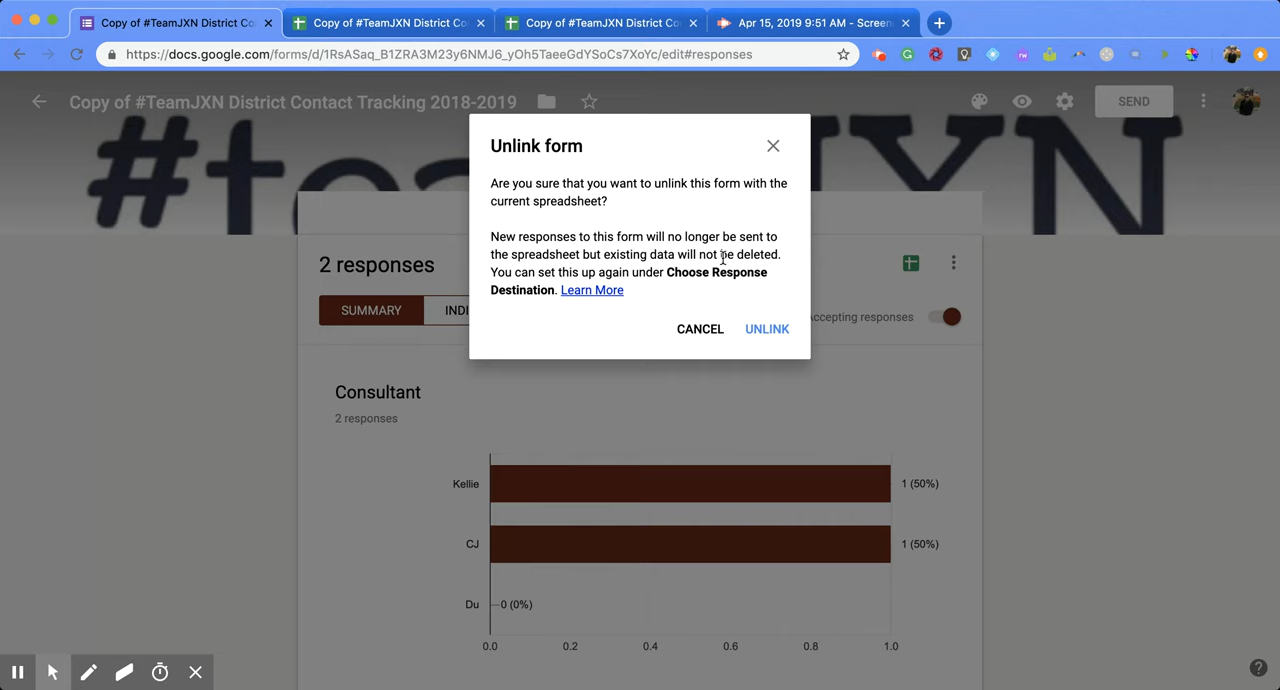 #TeamJXN District Co
Copy of #TeamJXN District Co
Copy of #TeamJXN District Co
Apr 15, 2019 9:51 AM - Screen
https://docs.google.com/forms/d/1RsASaq_B1ZRA3M23y6NMJ6_yOh5TaeeGdYSoCs7XoYc/edit#responses
Copy of #TeamJXN District Contact Tracking 2018-2019
SEND
#teamJXN
Unlink form
Are you sure that you want to unlink this form with the
current spreadsheet?
New responses to this form will no longer be sent to
the spreadsheet but existing data will not be deleted.
You can set this up again under Choose Response
Destination. Learn More
CANCEL UNLINK
2 responses
SUMMARY
INDI
Accepting responses
Consultant
2 responses
Kellie
1 (50%)
CJ
1 (50%)
Du
0 (0%)
0.0 0.2 0.4 0.6 0.8 1.0